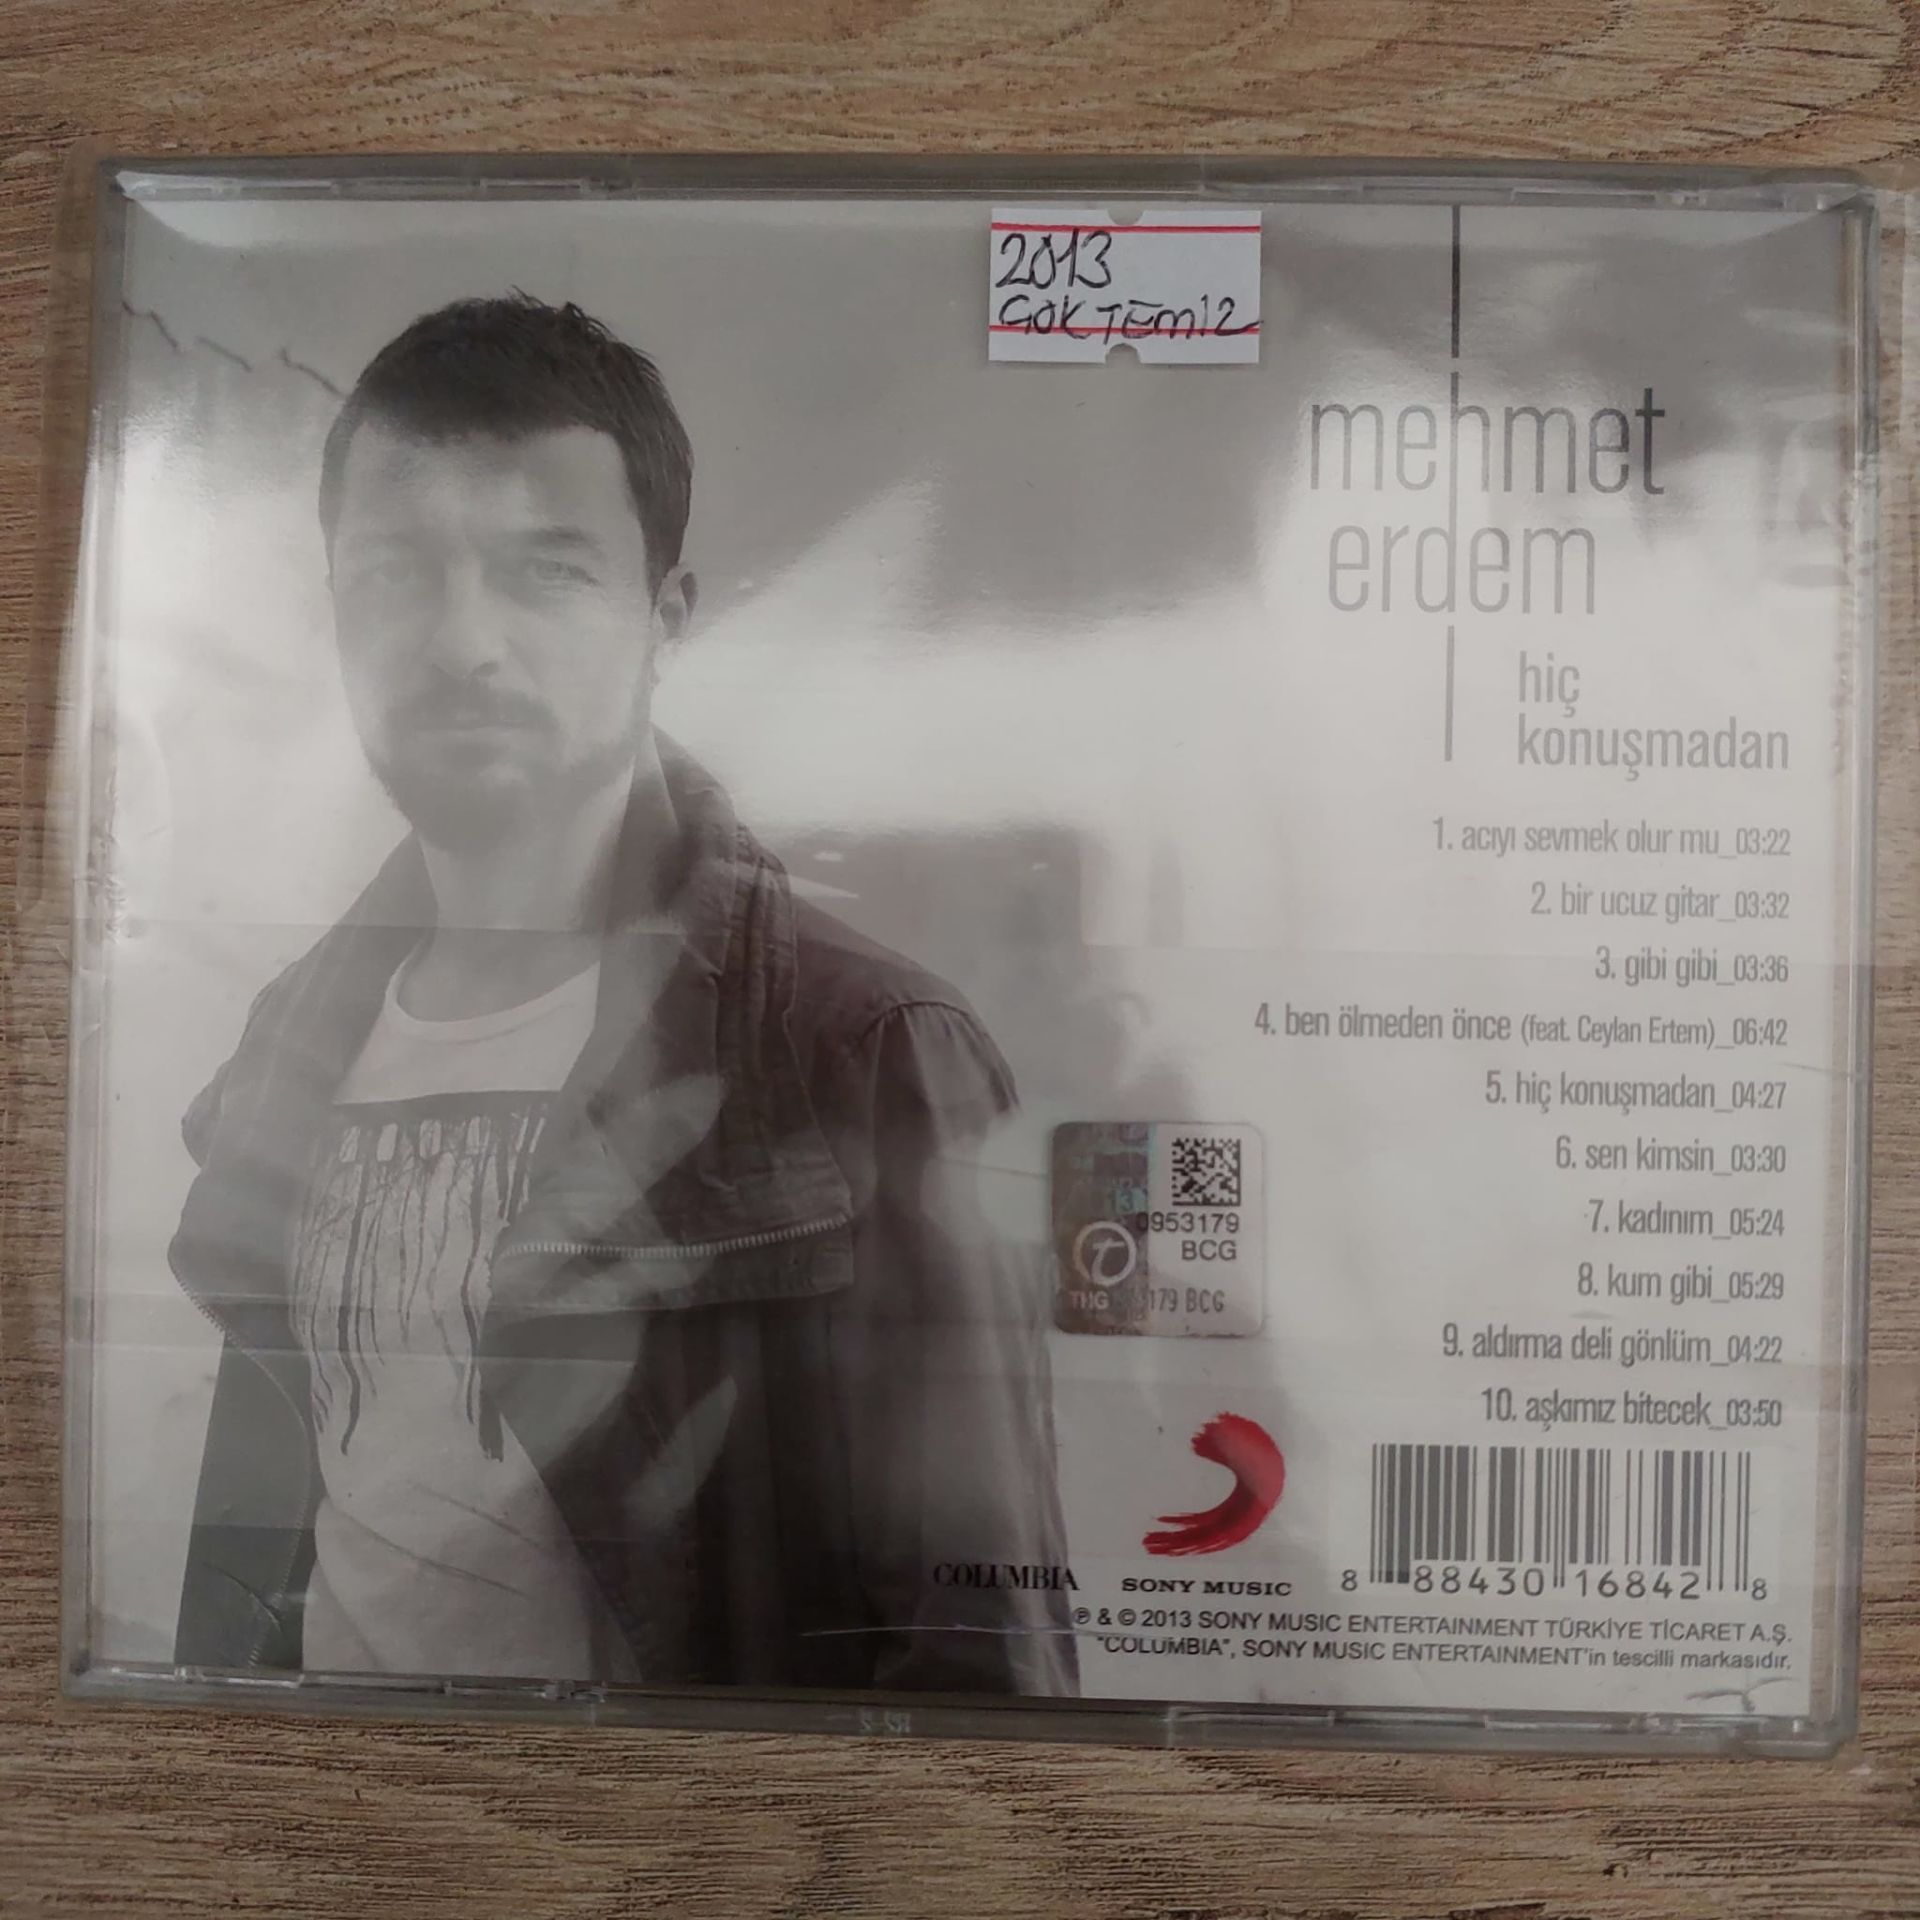 2013
GÖKTEMİZ
mehmet
erdem
hiç
konuşmadan
1. acıyı sevmek olur mu_03:22
2. bir ucuz gitar_03:32
3. gibi gibi_03:36
4. ben ölmeden önce (feat. Ceylan Ertem)_06:42
5. hiç konuşmadan_04:27
6. sen kimsin_03:30
7. kadınım_05:24
8. kum gibi_05:29
9. aldırma deli gönlüm_04:22
10. aşkımız bitecek_03:50
0953179
BCG
THG 179 BCG
COLUMBIA
SONY MUSIC
8 88430 16842 8
℗ & © 2013 SONY MUSIC ENTERTAINMENT TÜRKİYE TİCARET A.Ş.
"COLUMBIA", SONY MUSIC ENTERTAINMENT'in tescilli markasıdır.